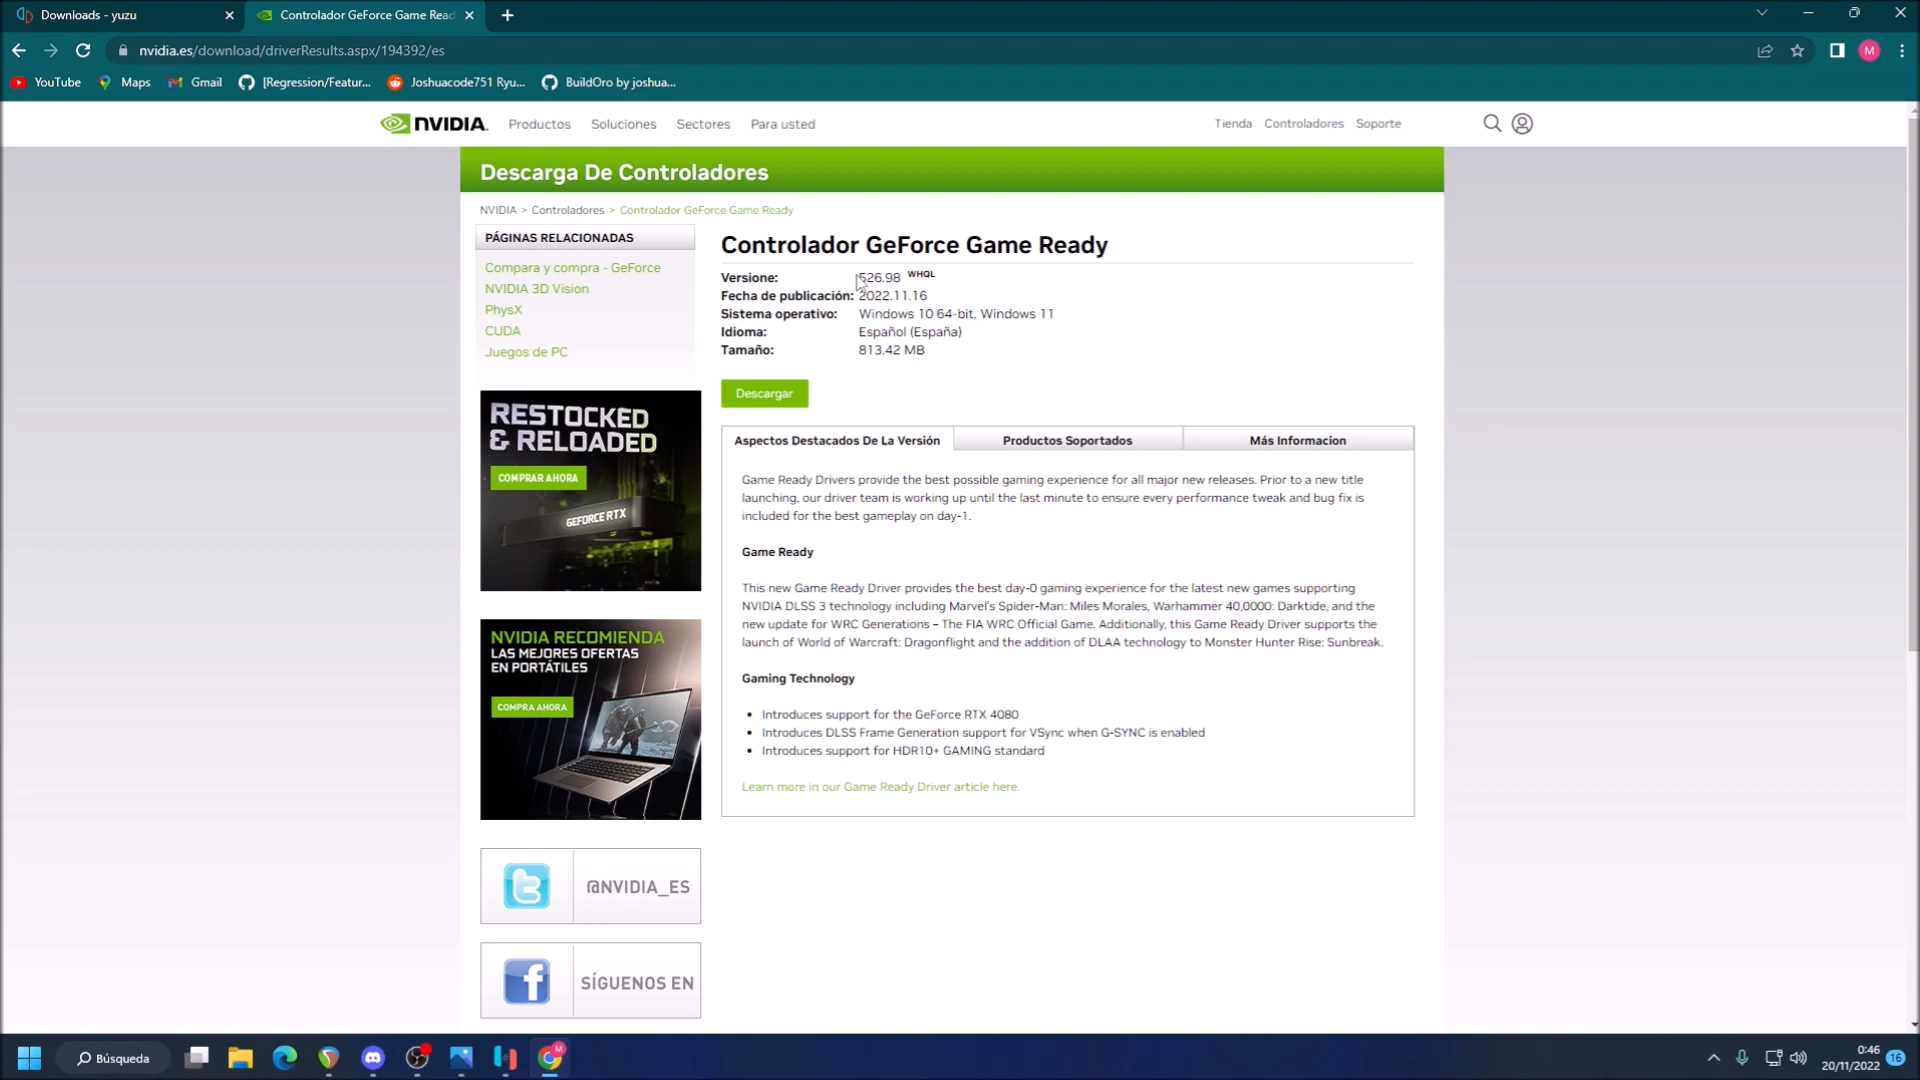 Downloads - yuzu
Controlador GeForce Game Read
nvidia.es/download/driverResults.aspx/194392/es
M
YouTube
Maps
Gmail
[Regression/Featur...
Joshuacode751 Ryu...
BuildOro by joshua...
NVIDIA.
Productos
Soluciones
Sectores
Para usted
Tienda
Controladores
Soporte
Descarga De Controladores
NVIDIA > Controladores > Controlador GeForce Game Ready
PÁGINAS RELACIONADAS
Compara y compra - GeForce
NVIDIA 3D Vision
PhysX
CUDA
Juegos de PC
RESTOCKED
& RELOADED
COMPRAR AHORA
GEFORCE RTX
NVIDIA RECOMIENDA
LAS MEJORES OFERTAS
EN PORTÁTILES
COMPRA AHORA
@NVIDIA_ES
SÍGUENOS EN
Controlador GeForce Game Ready
Versione: 526.98 WHQL
Fecha de publicación: 2022.11.16
Sistema operativo: Windows 10 64-bit, Windows 11
Idioma: Español (España)
Tamaño: 813.42 MB
Descargar
Aspectos Destacados De La Versión
Productos Soportados
Más Informacion
Game Ready Drivers provide the best possible gaming experience for all major new releases. Prior to a new title
launching, our driver team is working up until the last minute to ensure every performance tweak and bug fix is
included for the best gameplay on day-1.
Game Ready
This new Game Ready Driver provides the best day-0 gaming experience for the latest new games supporting
NVIDIA DLSS 3 technology including Marvel's Spider-Man: Miles Morales, Warhammer 40,0000: Darktide, and the
new update for WRC Generations – The FIA WRC Official Game. Additionally, this Game Ready Driver supports the
launch of World of Warcraft: Dragonflight and the addition of DLAA technology to Monster Hunter Rise: Sunbreak.
Gaming Technology
• Introduces support for the GeForce RTX 4080
• Introduces DLSS Frame Generation support for VSync when G-SYNC is enabled
• Introduces support for HDR10+ GAMING standard
Learn more in our Game Ready Driver article here.
Búsqueda
M
0:46
20/11/2022
16